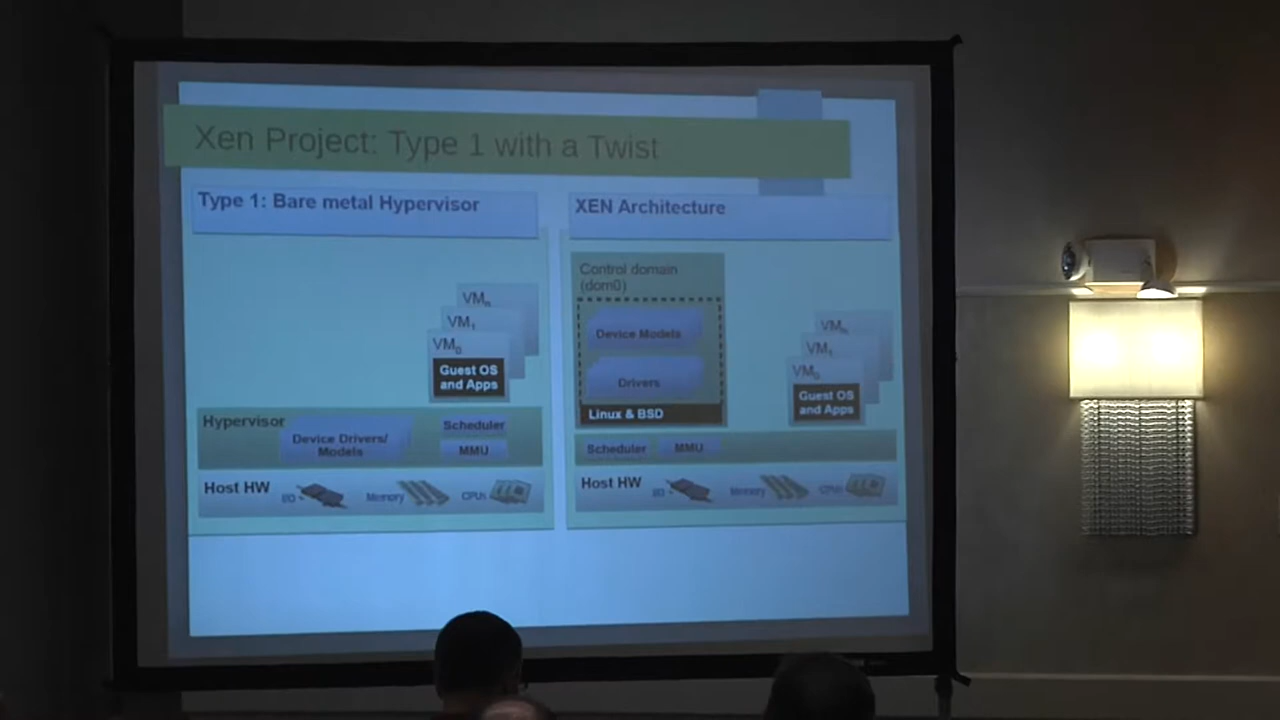 Xen Project: Type 1 with a Twist
Type 1: Bare metal Hypervisor
VMn
VM1
VM0
Guest OS
and Apps
Hypervisor
Device Drivers/
Models
Scheduler
MMU
Host HW
I/O
Memory
CPUs
XEN Architecture
Control domain
(dom0)
Device Models
Drivers
Linux & BSD
VMn
VM1
VM0
Guest OS
and Apps
Scheduler
MMU
Host HW
I/O
Memory
CPUs